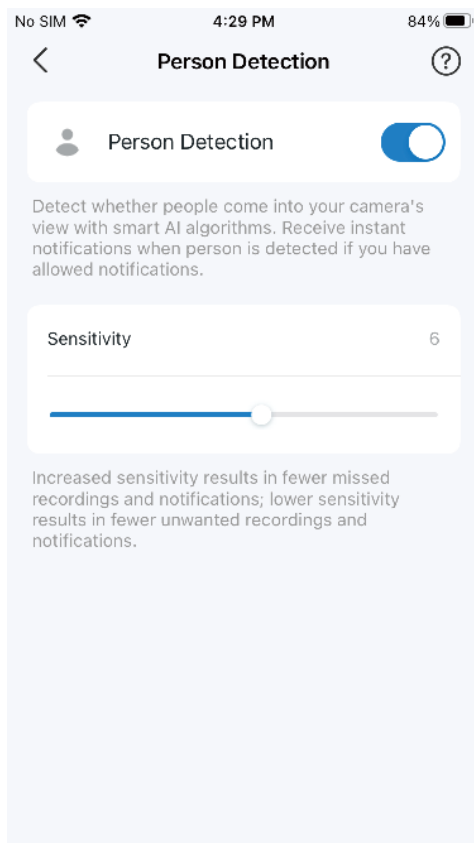 No SIM 4:29 PM 84%
Person Detection ?
Person Detection
Detect whether people come into your camera's
view with smart AI algorithms. Receive instant
notifications when person is detected if you have
allowed notifications.
Sensitivity 6
Increased sensitivity results in fewer missed
recordings and notifications; lower sensitivity
results in fewer unwanted recordings and
notifications.